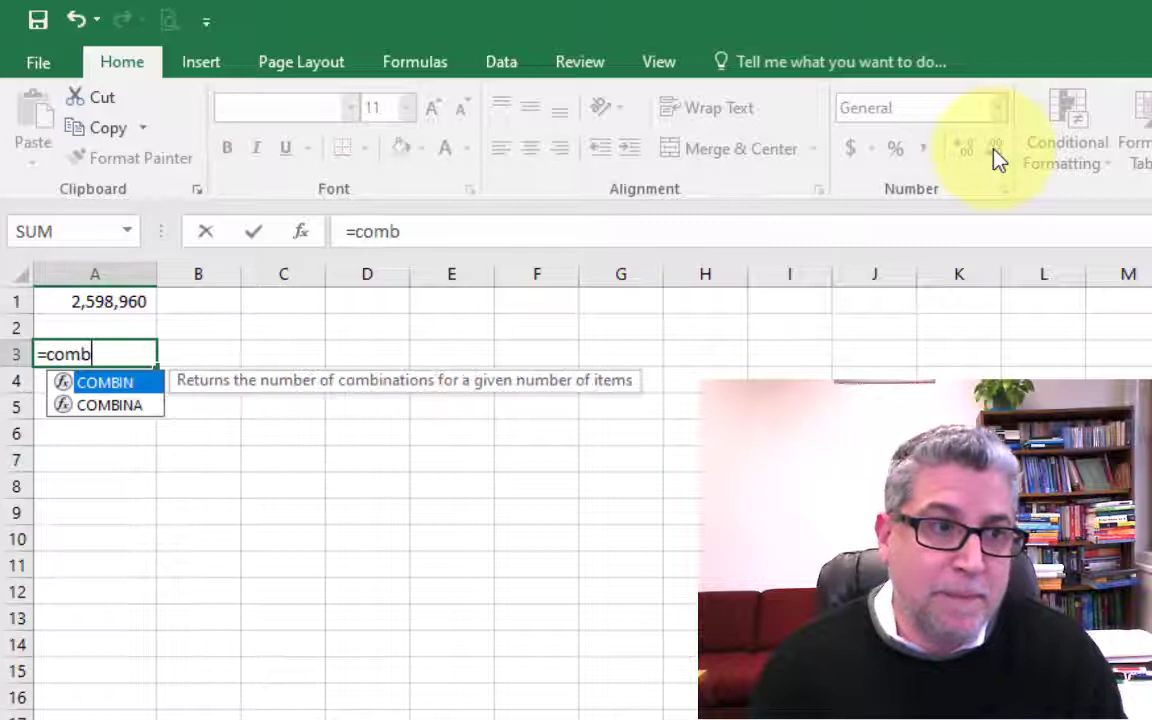 File Home Insert Page Layout Formulas Data Review View Tell me what you want to do...
Cut
Copy
Format Painter
Paste
Clipboard
11
B I U
Font
Wrap Text
Merge & Center
Alignment
General
$ % ,
Number
Conditional
Formatting
Form
Tab
SUM
fx
=comb
A B C D E F G H I J K L M
1 2,598,960
2
3 =comb
4 COMBIN Returns the number of combinations for a given number of items
5 COMBINA
6
7
8
9
10
11
12
13
14
15
16